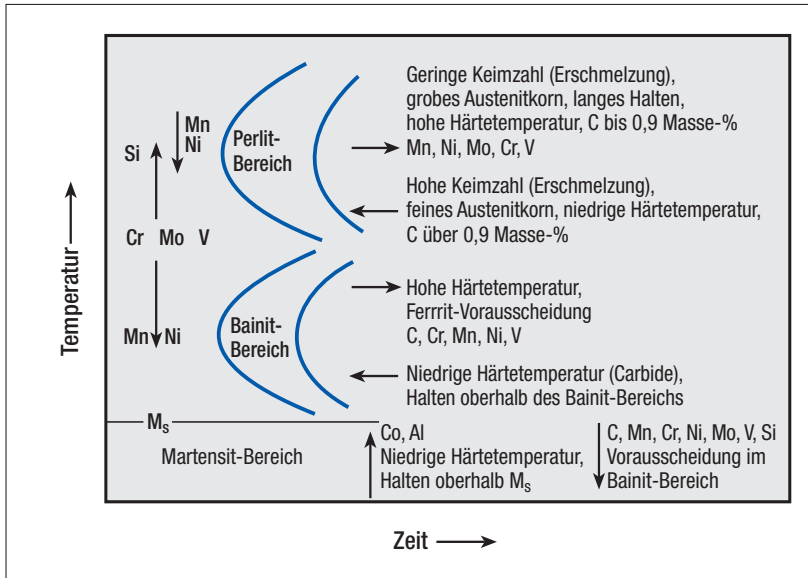 Geringe Keimzahl (Erschmelzung),
grobes Austenitkorn, langes Halten,
hohe Härtetemperatur, C bis 0,9 Masse-%
Mn, Ni, Mo, Cr, V
Mn
Ni
Si
Perlit-
Bereich
Hohe Keimzahl (Erschmelzung),
feines Austenitkorn, niedrige Härtetemperatur,
C über 0,9 Masse-%
Cr Mo V
Temperatur
Hohe Härtetemperatur,
Ferrrit-Vorausscheidung
C, Cr, Mn, Ni, V
Mn Ni
Bainit-
Bereich
Niedrige Härtetemperatur (Carbide),
Halten oberhalb des Bainit-Bereichs
Ms
Martensit-Bereich
Co, Al
Niedrige Härtetemperatur,
Halten oberhalb Ms
C, Mn, Cr, Ni, Mo, V, Si
Vorausscheidung im
Bainit-Bereich
Zeit